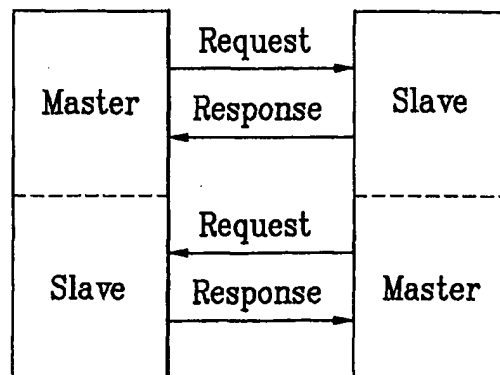 Request
Master
Slave
Response
Request
Slave
Master
Response